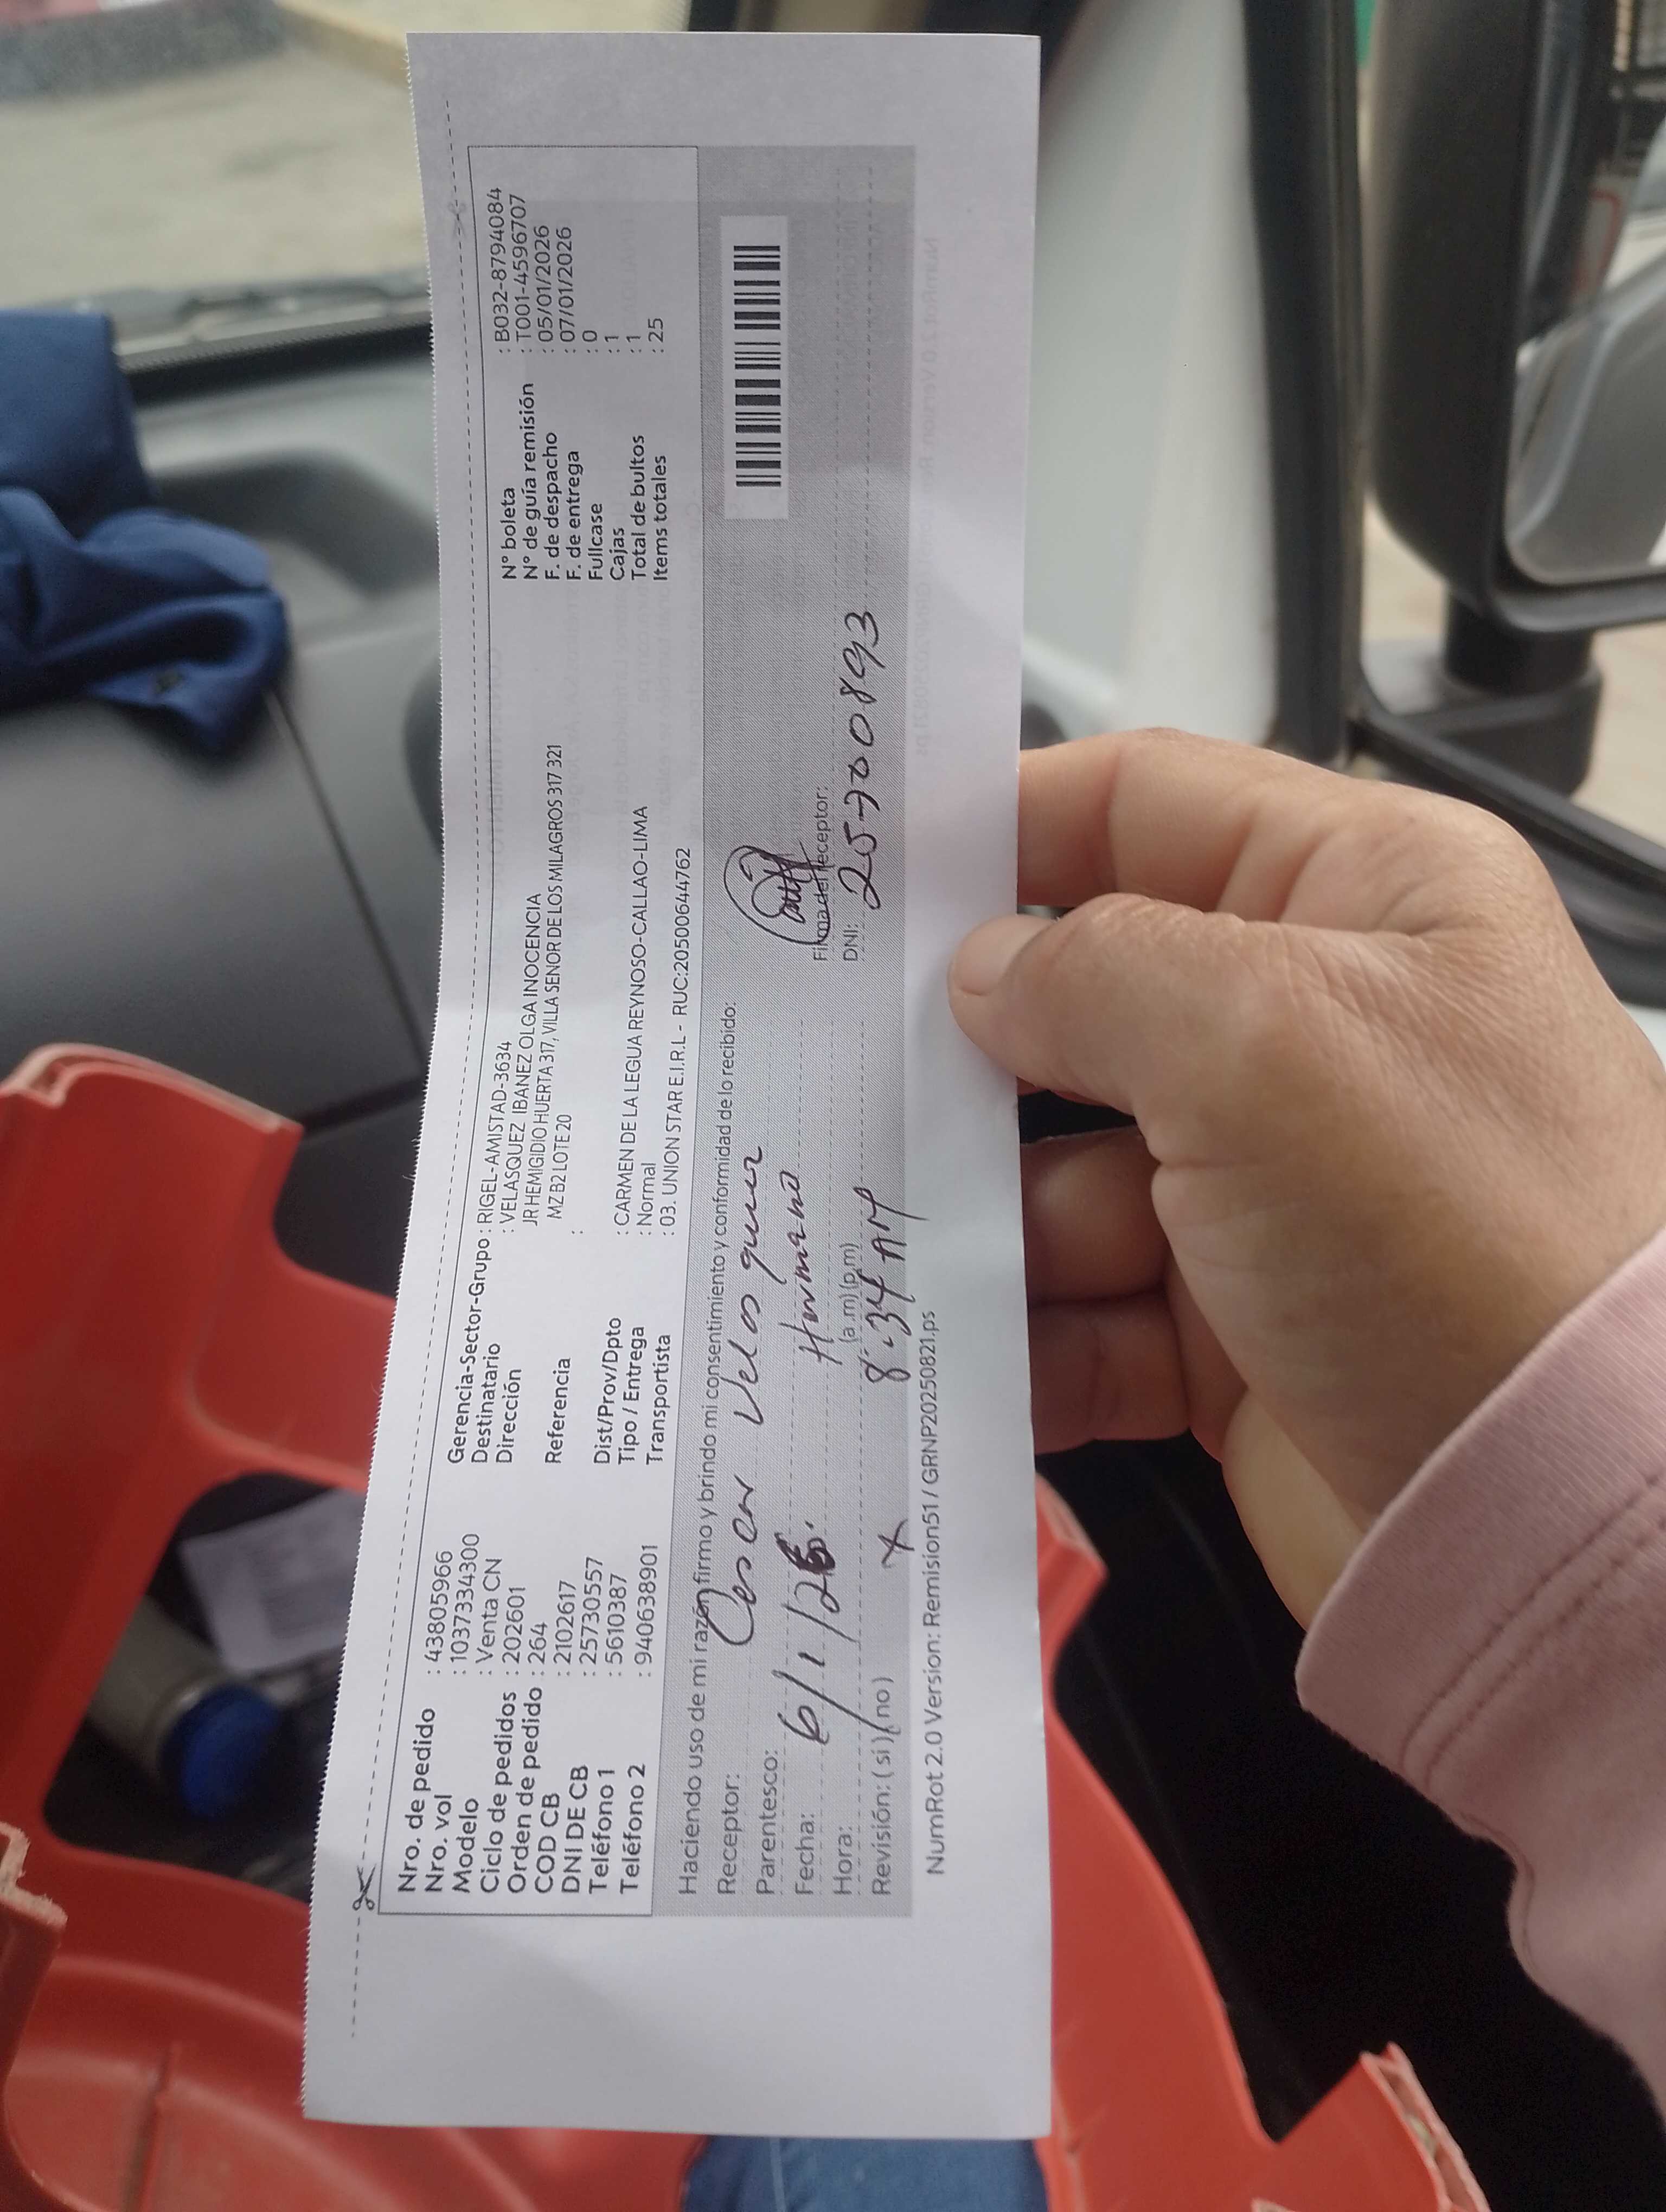 Nro. de pedido : 43805966
Nro. vol : 1037334300
Modelo : Venta CN
Ciclo de pedidos : 202601
Orden de pedido : 264
COD CB : 2102617
DNI DE CB : 25730557
Teléfono 1 : 5610387
Teléfono 2 : 940638901
Gerencia-Sector-Grupo : RIGEL-AMISTAD-3634
Destinatario : VELASQUEZ IBANEZ OLGA INOCENCIA
Dirección JR HEMIGIDIO HUERTA 317, VILLA SENOR DE LOS MILAGROS 317 321
MZ B2 LOTE 20
Referencia :
Dist/Prov/Dpto : CARMEN DE LA LEGUA REYNOSO-CALLAO-LIMA
Tipo / Entrega : Normal
Transportista : 03. UNION STAR E.I.R.L - RUC:20500644762
N° boleta : B032-8794084
N° de guía remisión : T001-4596707
F. de despacho : 05/01/2026
F. de entrega : 07/01/2026
Fullcase : 0
Cajas : 1
Total de bultos : 1
Items totales : 25
Haciendo uso de mi razón firmo y brindo mi consentimiento y conformidad de lo recibido:
Receptor: Cesar
Parentesco: Hermano
Fecha: 6/1/26.
Hora: (a.m) (p.m) 8:34 AM
Revisión: ( si ) ( no ) X
Firma del receptor:
DNI: 25700893
NumRot 2.0 Version: Remision51 / GRNP20250821.ps